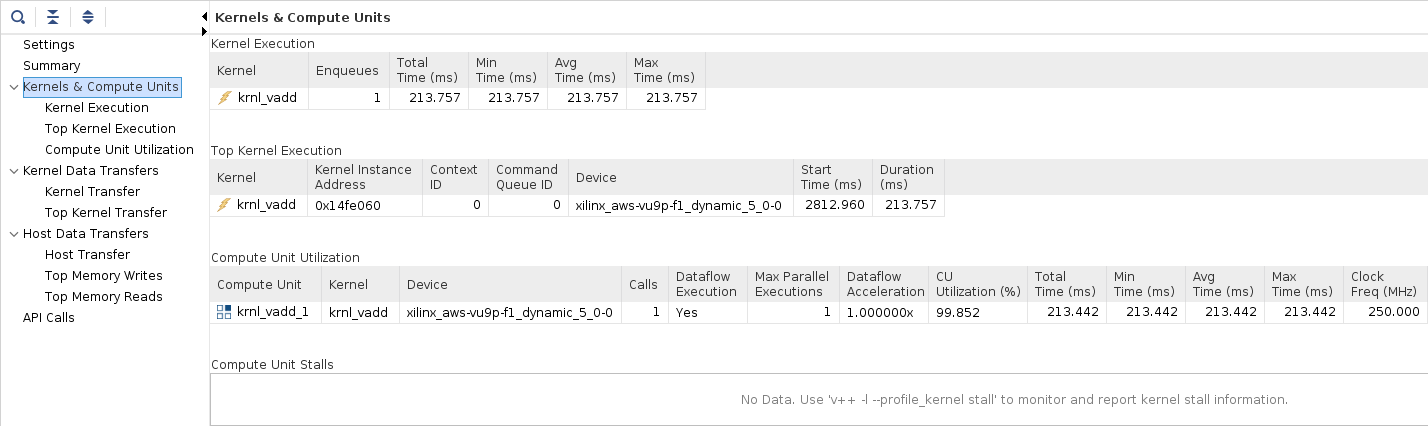 Settings
Summary
Kernels & Compute Units
Kernel Execution
Top Kernel Execution
Compute Unit Utilization
Kernel Data Transfers
Kernel Transfer
Top Kernel Transfer
Host Data Transfers
Host Transfer
Top Memory Writes
Top Memory Reads
API Calls
Kernels & Compute Units
Kernel Execution
Kernel Enqueues Total Time (ms) Min Time (ms) Avg Time (ms) Max Time (ms)
krnl_vadd 1 213.757 213.757 213.757 213.757
Top Kernel Execution
Kernel Kernel Instance Address Context ID Command Queue ID Device Start Time (ms) Duration (ms)
krnl_vadd 0x14fe060 0 0 xilinx_aws-vu9p-f1_dynamic_5_0-0 2812.960 213.757
Compute Unit Utilization
Compute Unit Kernel Device Calls Dataflow Execution Max Parallel Executions Dataflow Acceleration CU Utilization (%) Total Time (ms) Min Time (ms) Avg Time (ms) Max Time (ms) Clock Freq (MHz)
krnl_vadd_1 krnl_vadd xilinx_aws-vu9p-f1_dynamic_5_0-0 1 Yes 1 1.000000x 99.852 213.442 213.442 213.442 213.442 250.000
Compute Unit Stalls
No Data. Use 'v++ -l --profile_kernel stall' to monitor and report kernel stall information.